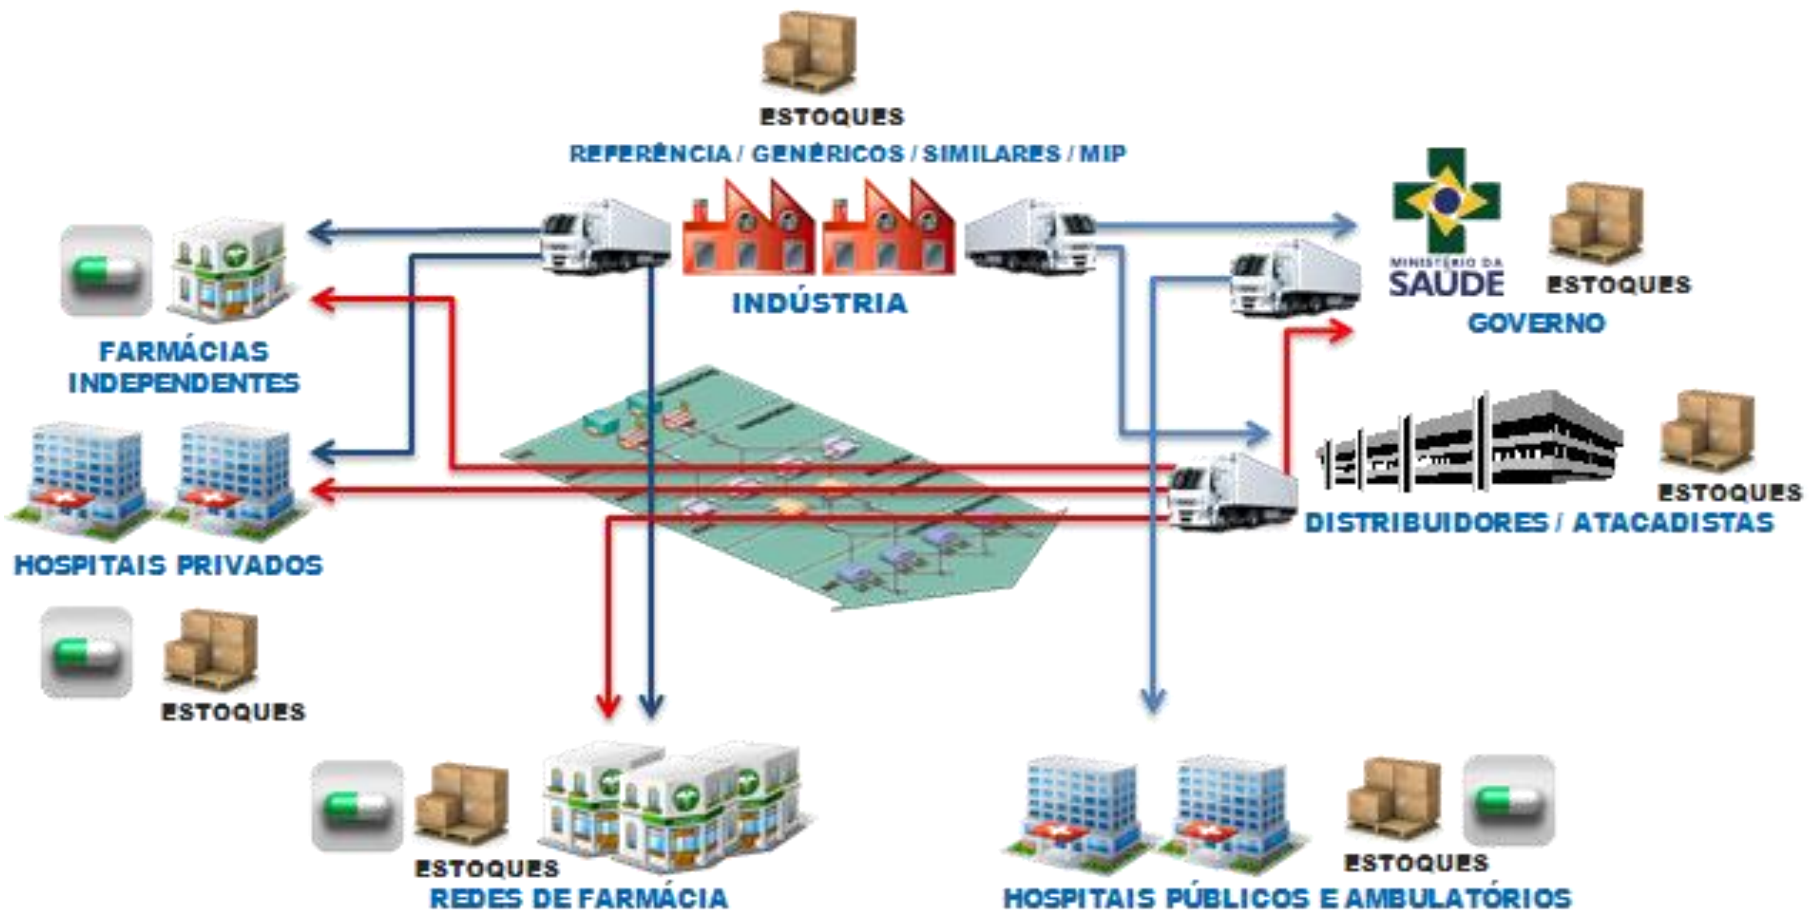 ESTOQUES
REFERÊNCIA / GENÉRICOS / SIMILARES / MIP
INDÚSTRIA
MINISTÉRIO DA
SAÚDE
ESTOQUES
GOVERNO
FARMÁCIAS
INDEPENDENTES
ESTOQUES
DISTRIBUIDORES / ATACADISTAS
HOSPITAIS PRIVADOS
ESTOQUES
ESTOQUES
REDES DE FARMÁCIA
ESTOQUES
HOSPITAIS PÚBLICOS E AMBULATÓRIOS